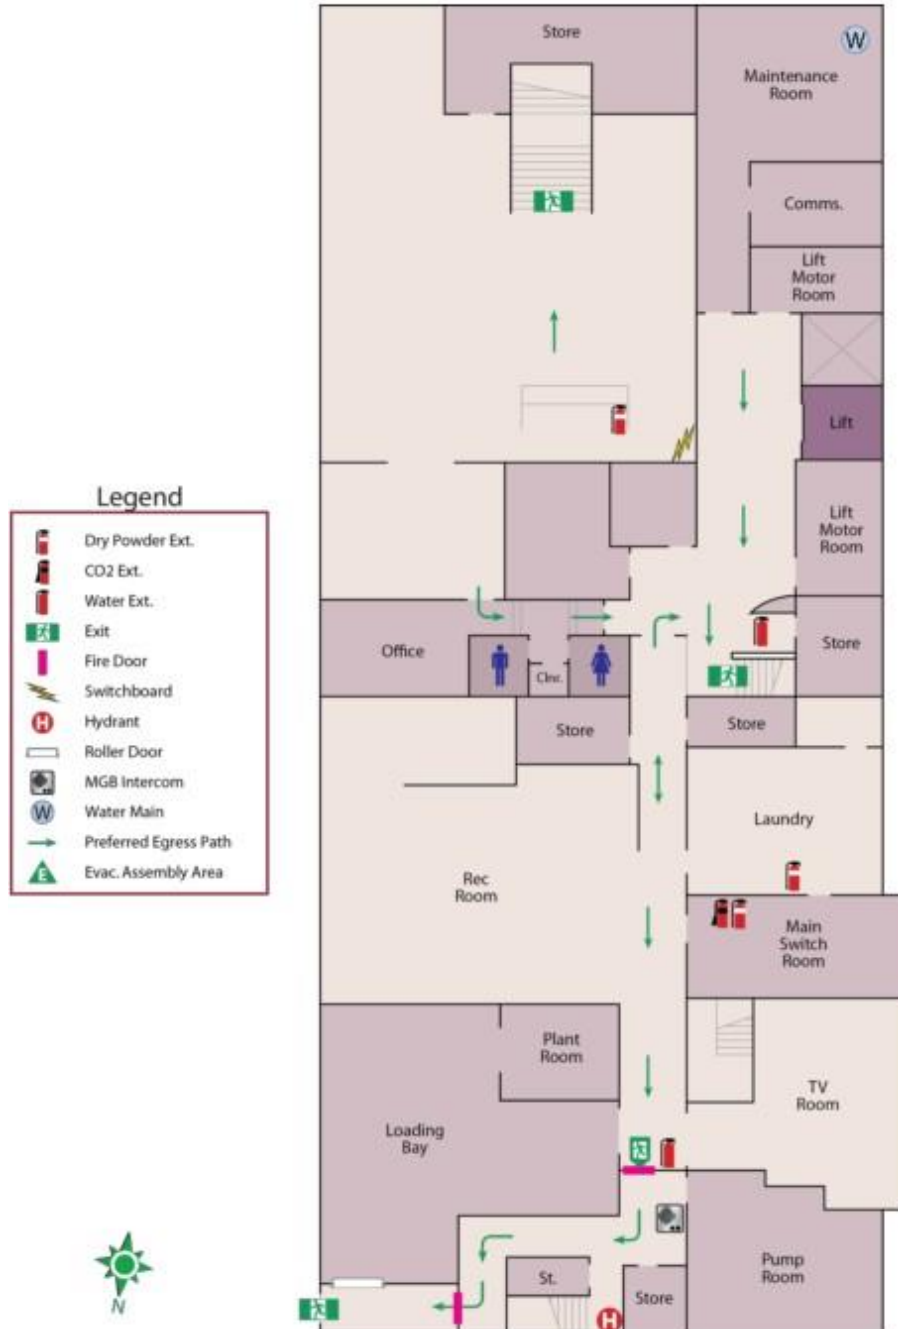 Store
W
Maintenance
Room
Comms.
Lift
Motor
Room
Lift
Lift
Motor
Room
Office
Clnr.
Store
Store
Store
Laundry
Rec
Room
Main
Switch
Room
Plant
Room
TV
Room
Loading
Bay
Pump
Room
St.
Store
H
Legend
Dry Powder Ext.
CO2 Ext.
Water Ext.
Exit
Fire Door
Switchboard
H Hydrant
Roller Door
MGB Intercom
W Water Main
Preferred Egress Path
E Evac. Assembly Area
N